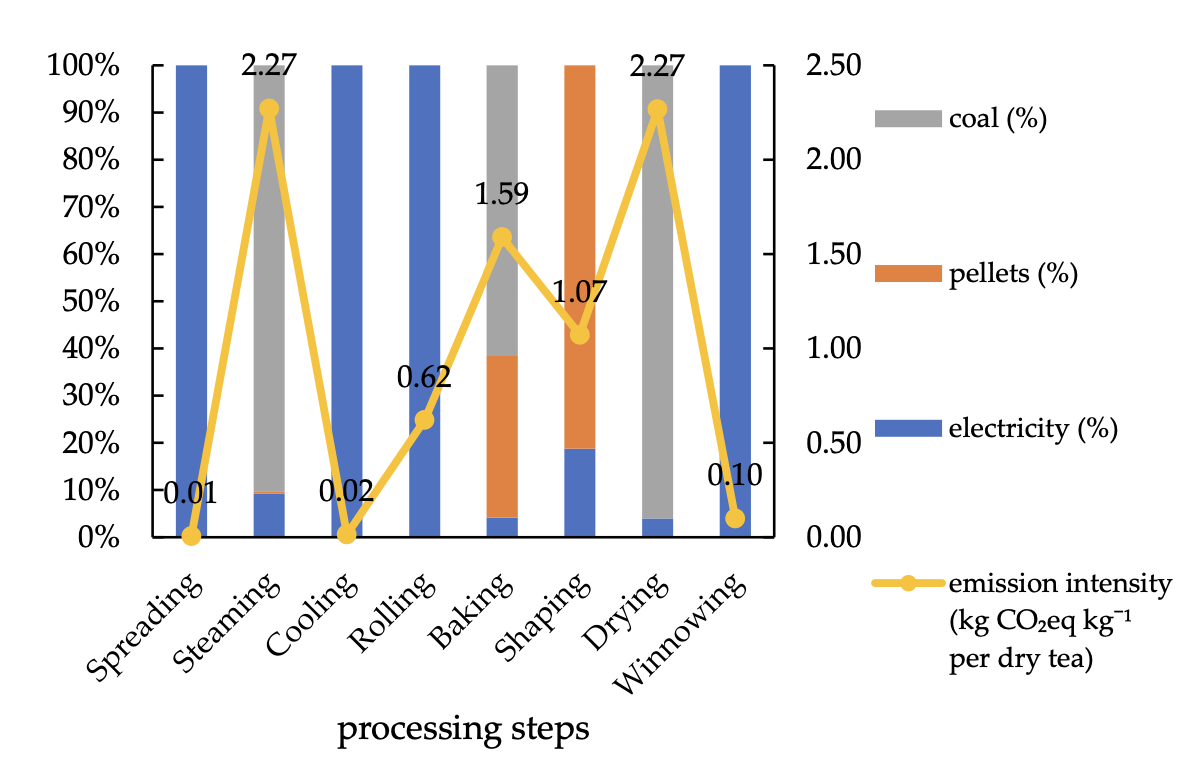 100%
90%
80%
70%
60%
50%
40%
30%
20%
10%
0%
2.50
2.00
1.50
1.00
0.50
0.00
0.01
2.27
0.02
0.62
1.59
1.07
2.27
0.10
Spreading
Steaming
Cooling
Rolling
Baking
Shaping
Drying
Winnowing
processing steps
coal (%)
pellets (%)
electricity (%)
emission intensity
(kg CO₂eq kg⁻¹
per dry tea)